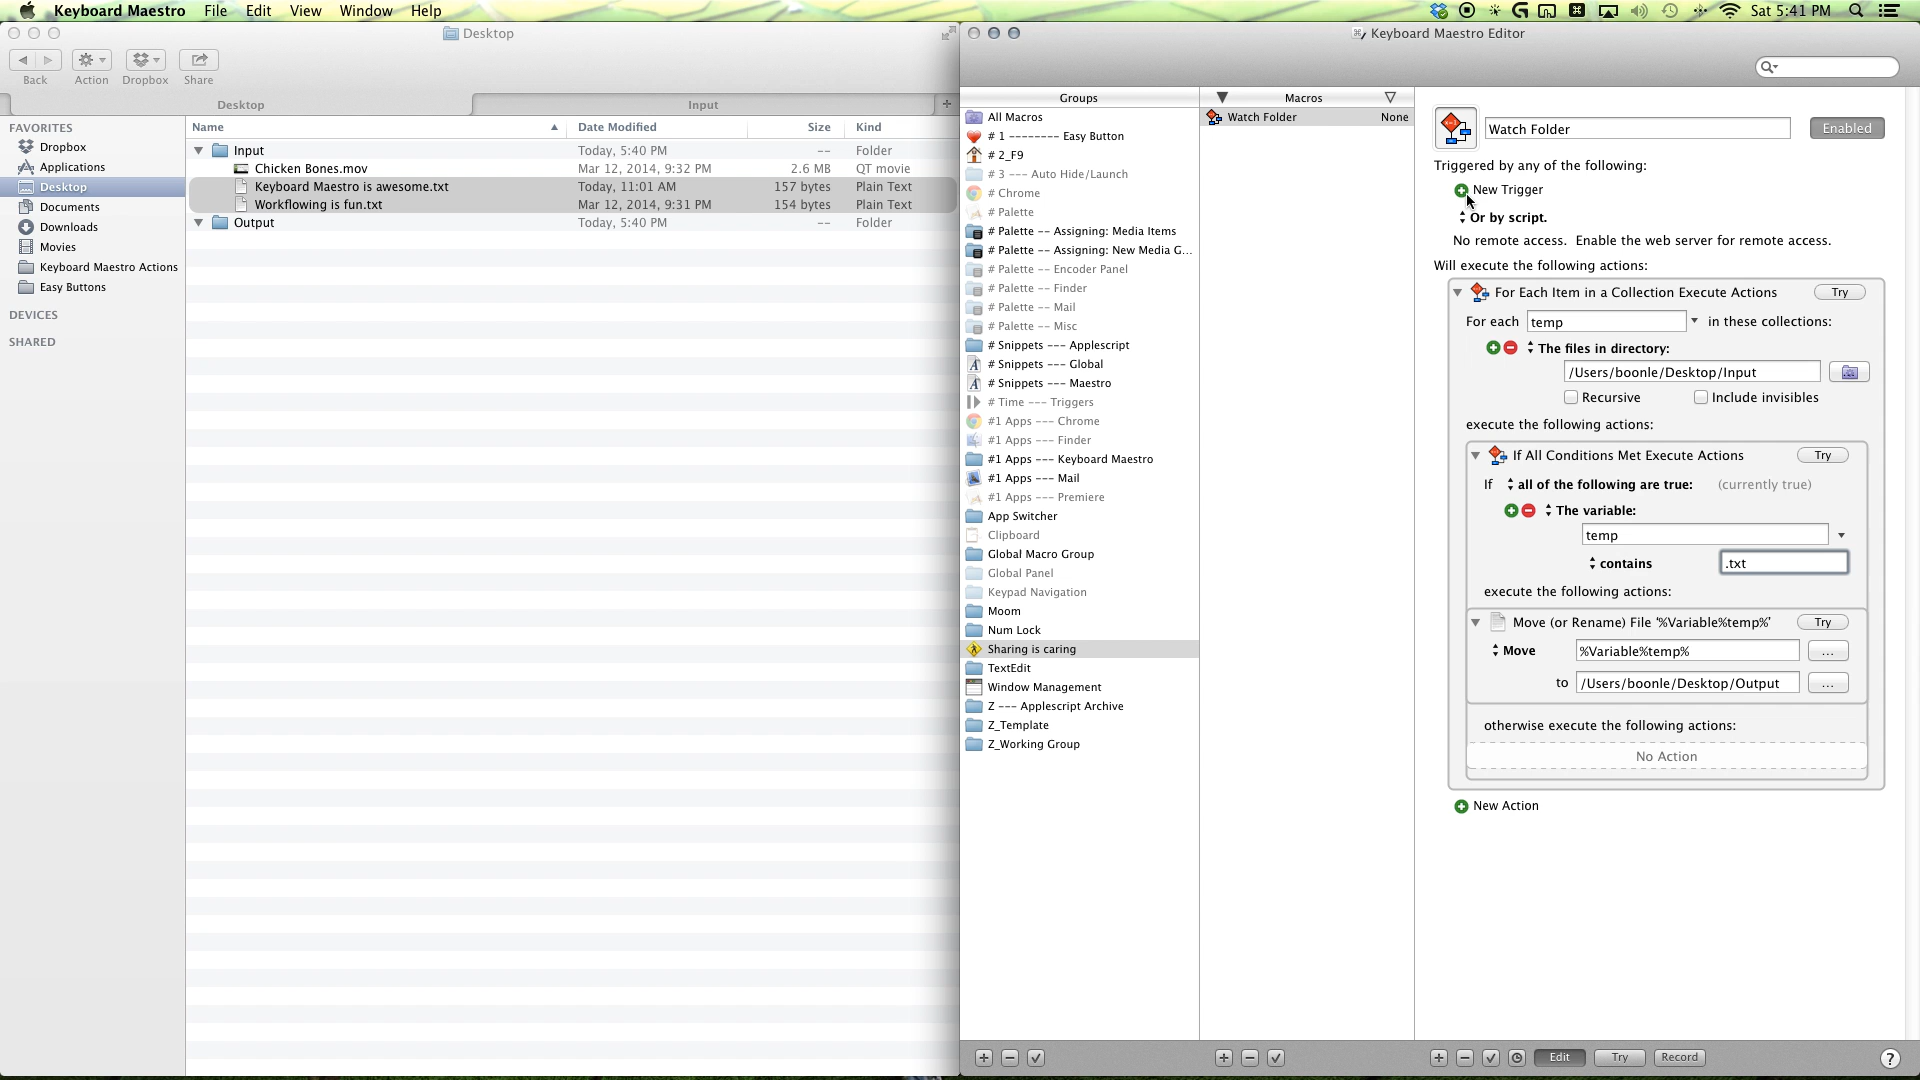 Keyboard Maestro File Edit View Window Help
Sat 5:41 PM
Desktop
Back Action Dropbox Share
Desktop Input
FAVORITES
Dropbox
Applications
Desktop
Documents
Downloads
Movies
Keyboard Maestro Actions
Easy Buttons
DEVICES
SHARED
Name Date Modified Size Kind
Input Today, 5:40 PM -- Folder
Chicken Bones.mov Mar 12, 2014, 9:32 PM 2.6 MB QT movie
Keyboard Maestro is awesome.txt Today, 11:01 AM 157 bytes Plain Text
Workflowing is fun.txt Mar 12, 2014, 9:31 PM 154 bytes Plain Text
Output Today, 5:40 PM -- Folder
Keyboard Maestro Editor
Groups
All Macros
# 1 -------- Easy Button
# 2_F9
# 3 --- Auto Hide/Launch
# Chrome
# Palette
# Palette -- Assigning: Media Items
# Palette -- Assigning: New Media G...
# Palette -- Encoder Panel
# Palette -- Finder
# Palette -- Mail
# Palette -- Misc
# Snippets --- Applescript
# Snippets --- Global
# Snippets --- Maestro
# Time --- Triggers
#1 Apps --- Chrome
#1 Apps --- Finder
#1 Apps --- Keyboard Maestro
#1 Apps --- Mail
#1 Apps --- Premiere
App Switcher
Clipboard
Global Macro Group
Global Panel
Keypad Navigation
Moom
Num Lock
Sharing is caring
TextEdit
Window Management
Z --- Applescript Archive
Z_Template
Z_Working Group
Macros
Watch Folder None
Watch Folder Enabled
Triggered by any of the following:
New Trigger
Or by script.
No remote access. Enable the web server for remote access.
Will execute the following actions:
For Each Item in a Collection Execute Actions Try
For each temp in these collections:
The files in directory:
/Users/boonle/Desktop/Input
Recursive Include invisibles
execute the following actions:
If All Conditions Met Execute Actions Try
If all of the following are true: (currently true)
The variable:
temp
contains .txt
execute the following actions:
Move (or Rename) File '%Variable%temp%' Try
Move %Variable%temp% ...
to /Users/boonle/Desktop/Output ...
otherwise execute the following actions:
No Action
New Action
Edit Try Record ?